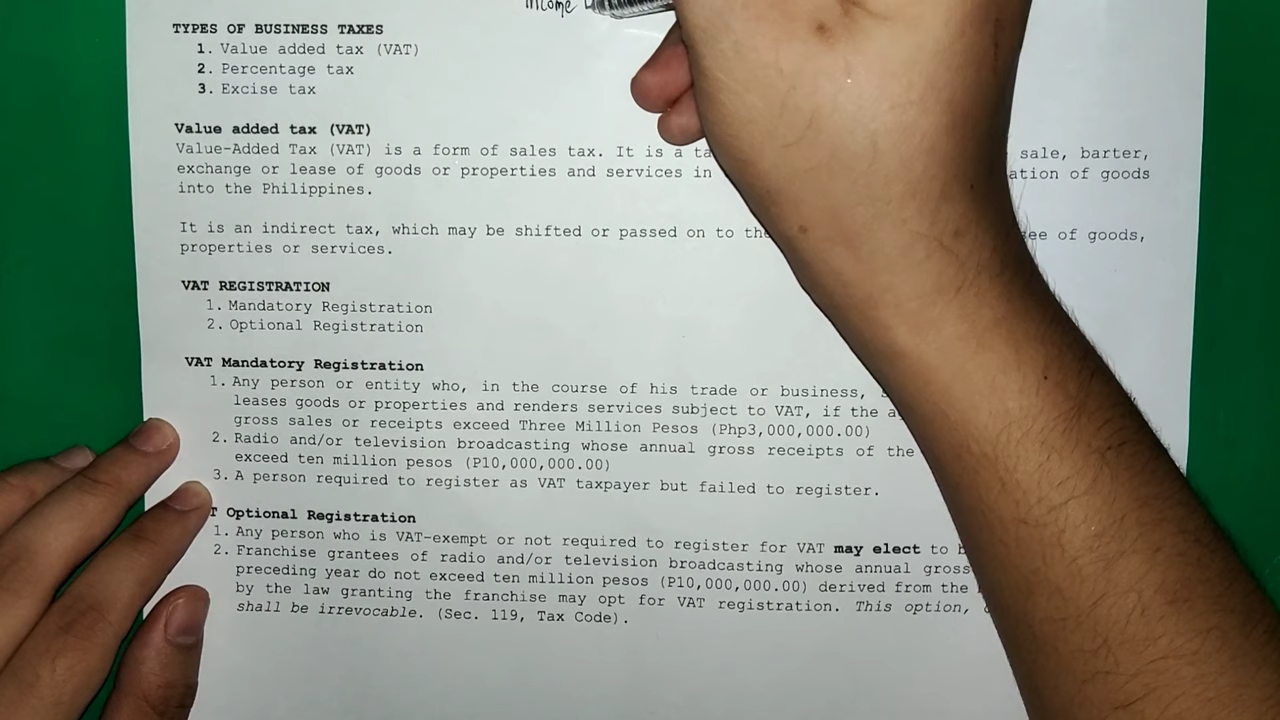 Income
TYPES OF BUSINESS TAXES
1. Value added tax (VAT)
2. Percentage tax
3. Excise tax
Value added tax (VAT)
Value-Added Tax (VAT) is a form of sales tax. It is a sale, barter,
exchange or lease of goods or properties and services in of goods
into the Philippines.
It is an indirect tax, which may be shifted or passed on to of goods,
properties or services.
VAT REGISTRATION
1. Mandatory Registration
2. Optional Registration
VAT Mandatory Registration
1. Any person or entity who, in the course of his trade or business,
leases goods or properties and renders services subject to VAT, if the
gross sales or receipts exceed Three Million Pesos (Php3,000,000.00)
2. Radio and/or television broadcasting whose annual gross receipts of the
exceed ten million pesos (P10,000,000.00)
3. A person required to register as VAT taxpayer but failed to register.
Optional Registration
1. Any person who is VAT-exempt or not required to register for VAT may elect to
2. Franchise grantees of radio and/or television broadcasting whose annual gross
preceding year do not exceed ten million pesos (P10,000,000.00) derived from the
by the law granting the franchise may opt for VAT registration. This option,
shall be irrevocable. (Sec. 119, Tax Code).